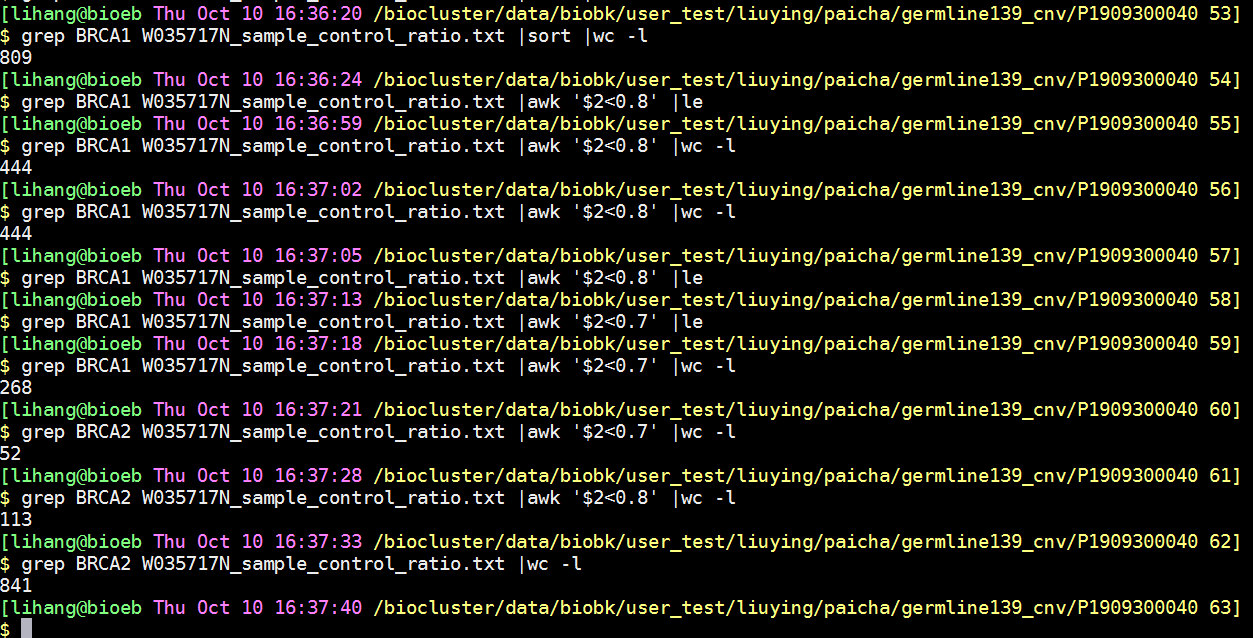 [lihang@bioeb Thu Oct 10 16:36:20 /biocluster/data/biobk/user_test/liuying/paicha/germline139_cnv/P1909300040 53]
$ grep BRCA1 W035717N_sample_control_ratio.txt |sort |wc -l
809
[lihang@bioeb Thu Oct 10 16:36:24 /biocluster/data/biobk/user_test/liuying/paicha/germline139_cnv/P1909300040 54]
$ grep BRCA1 W035717N_sample_control_ratio.txt |awk '$2<0.8' |le
[lihang@bioeb Thu Oct 10 16:36:59 /biocluster/data/biobk/user_test/liuying/paicha/germline139_cnv/P1909300040 55]
$ grep BRCA1 W035717N_sample_control_ratio.txt |awk '$2<0.8' |wc -l
444
[lihang@bioeb Thu Oct 10 16:37:02 /biocluster/data/biobk/user_test/liuying/paicha/germline139_cnv/P1909300040 56]
$ grep BRCA1 W035717N_sample_control_ratio.txt |awk '$2<0.8' |wc -l
444
[lihang@bioeb Thu Oct 10 16:37:05 /biocluster/data/biobk/user_test/liuying/paicha/germline139_cnv/P1909300040 57]
$ grep BRCA1 W035717N_sample_control_ratio.txt |awk '$2<0.8' |le
[lihang@bioeb Thu Oct 10 16:37:13 /biocluster/data/biobk/user_test/liuying/paicha/germline139_cnv/P1909300040 58]
$ grep BRCA1 W035717N_sample_control_ratio.txt |awk '$2<0.7' |le
[lihang@bioeb Thu Oct 10 16:37:18 /biocluster/data/biobk/user_test/liuying/paicha/germline139_cnv/P1909300040 59]
$ grep BRCA1 W035717N_sample_control_ratio.txt |awk '$2<0.7' |wc -l
268
[lihang@bioeb Thu Oct 10 16:37:21 /biocluster/data/biobk/user_test/liuying/paicha/germline139_cnv/P1909300040 60]
$ grep BRCA2 W035717N_sample_control_ratio.txt |awk '$2<0.7' |wc -l
52
[lihang@bioeb Thu Oct 10 16:37:28 /biocluster/data/biobk/user_test/liuying/paicha/germline139_cnv/P1909300040 61]
$ grep BRCA2 W035717N_sample_control_ratio.txt |awk '$2<0.8' |wc -l
113
[lihang@bioeb Thu Oct 10 16:37:33 /biocluster/data/biobk/user_test/liuying/paicha/germline139_cnv/P1909300040 62]
$ grep BRCA2 W035717N_sample_control_ratio.txt |wc -l
841
[lihang@bioeb Thu Oct 10 16:37:40 /biocluster/data/biobk/user_test/liuying/paicha/germline139_cnv/P1909300040 63]
$